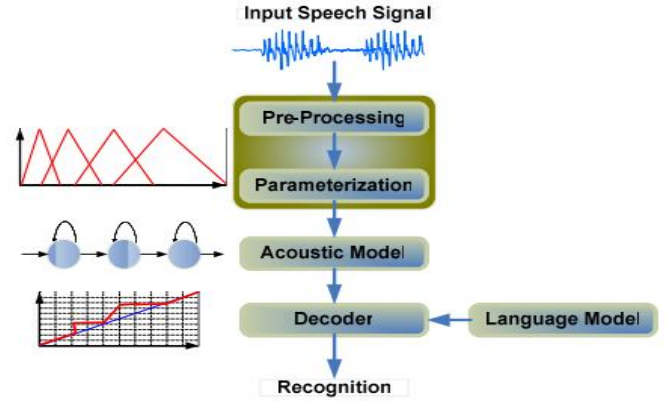 Input Speech Signal
Pre-Processing
Parameterization
Acoustic Model
Decoder
Language Model
Recognition